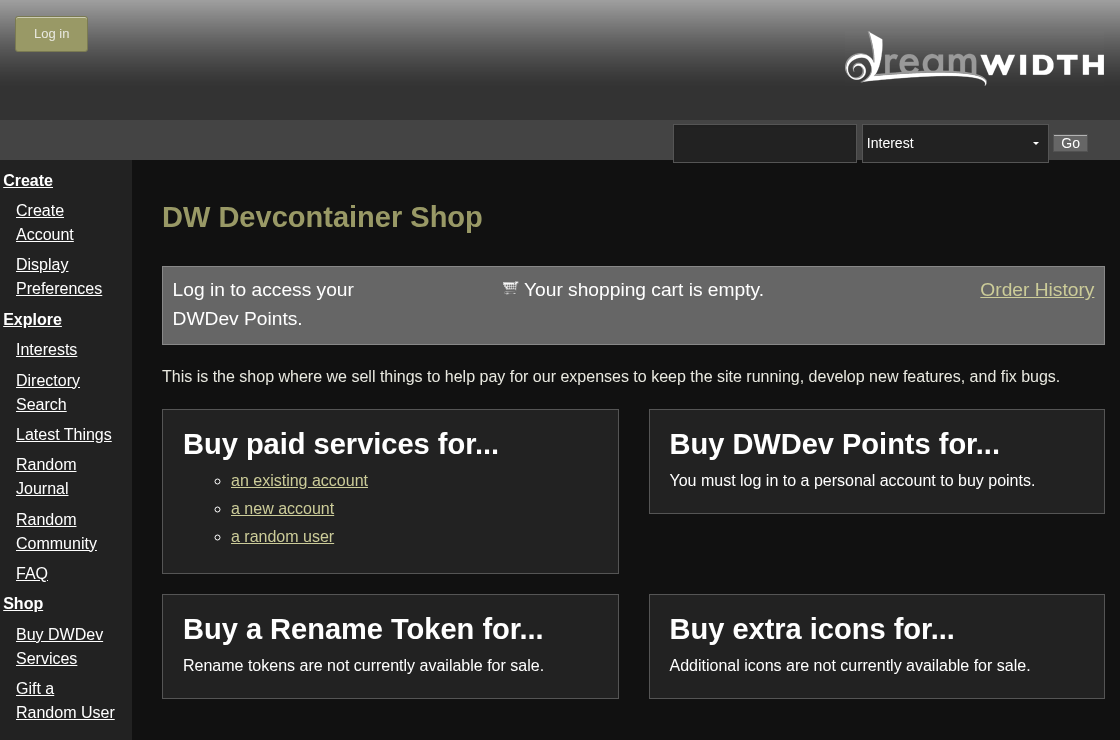 Log in
dreamWIDTH
Interest
Go
Create
Create
Account
Display
Preferences
Explore
Interests
Directory
Search
Latest Things
Random
Journal
Random
Community
FAQ
Shop
Buy DWDev
Services
Gift a
Random User
DW Devcontainer Shop
Log in to access your
DWDev Points.
Your shopping cart is empty.
Order History
This is the shop where we sell things to help pay for our expenses to keep the site running, develop new features, and fix bugs.
Buy paid services for...
an existing account
a new account
a random user
Buy DWDev Points for...
You must log in to a personal account to buy points.
Buy a Rename Token for...
Rename tokens are not currently available for sale.
Buy extra icons for...
Additional icons are not currently available for sale.